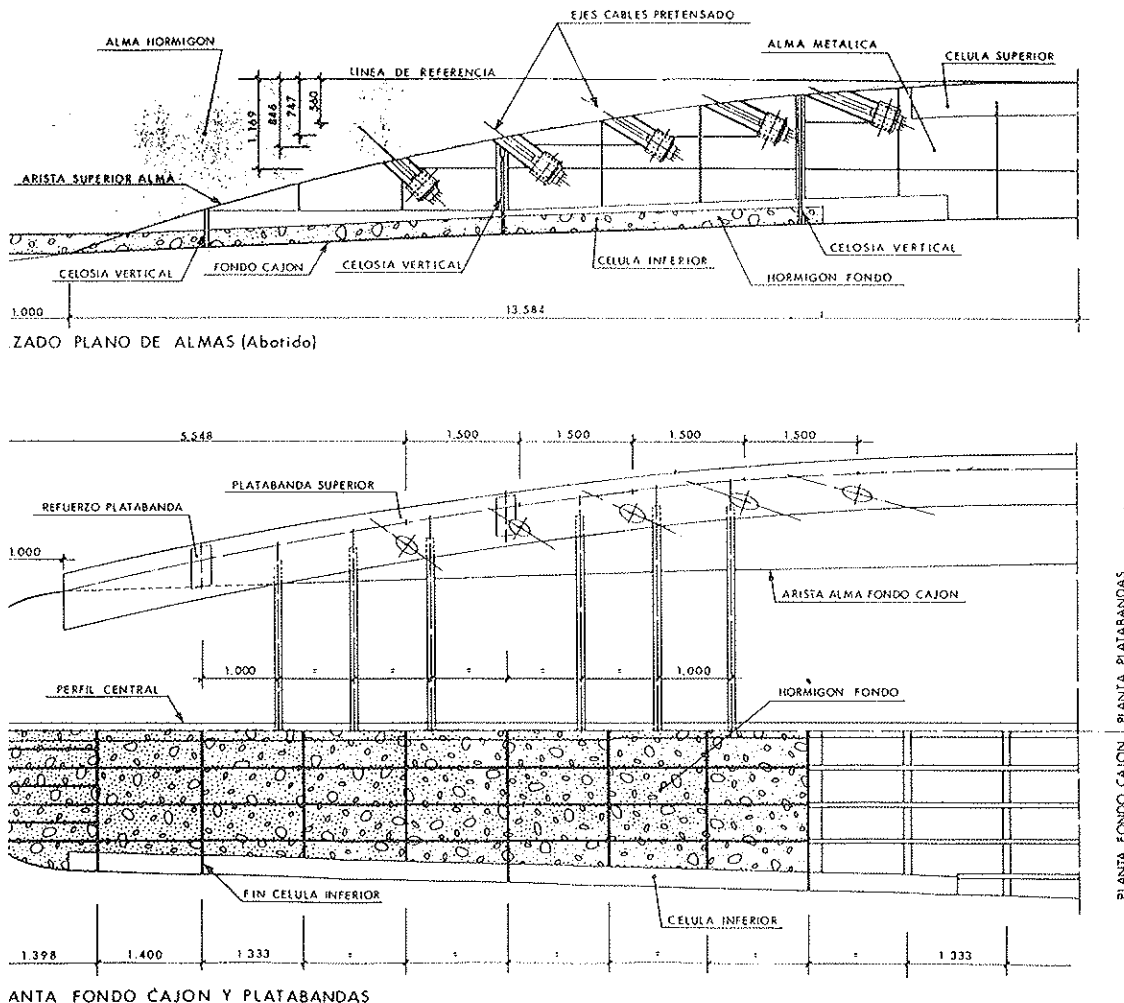 EJES CABLES PRETENSADO
ALMA HORMIGON
ALMA METALICA
CELULA SUPERIOR
LINEA DE REFERENCIA
1.169
846
747
560
ARISTA SUPERIOR ALMA
CELOSIA VERTICAL
FONDO CAJON
CELOSIA VERTICAL
CELULA INFERIOR
HORMIGON FONDO
CELOSIA VERTICAL
1.000
13.584
.ZADO PLANO DE ALMAS (Abatido)
5.548
1.500
1.500
1.500
1.500
PLATABANDA SUPERIOR
REFUERZO PLATABANDA
1.000
ARISTA ALMA FONDO CAJON
1.000
=
=
=
=
=
1.000
PERFIL CENTRAL
HORMIGON FONDO
PLANTA PLATABANDAS
PLANTA FONDO CAJON
FIN CELULA INFERIOR
CELULA INFERIOR
1.398
1.400
1.333
=
=
=
=
=
=
1.333
ANTA FONDO CAJON Y PLATABANDAS